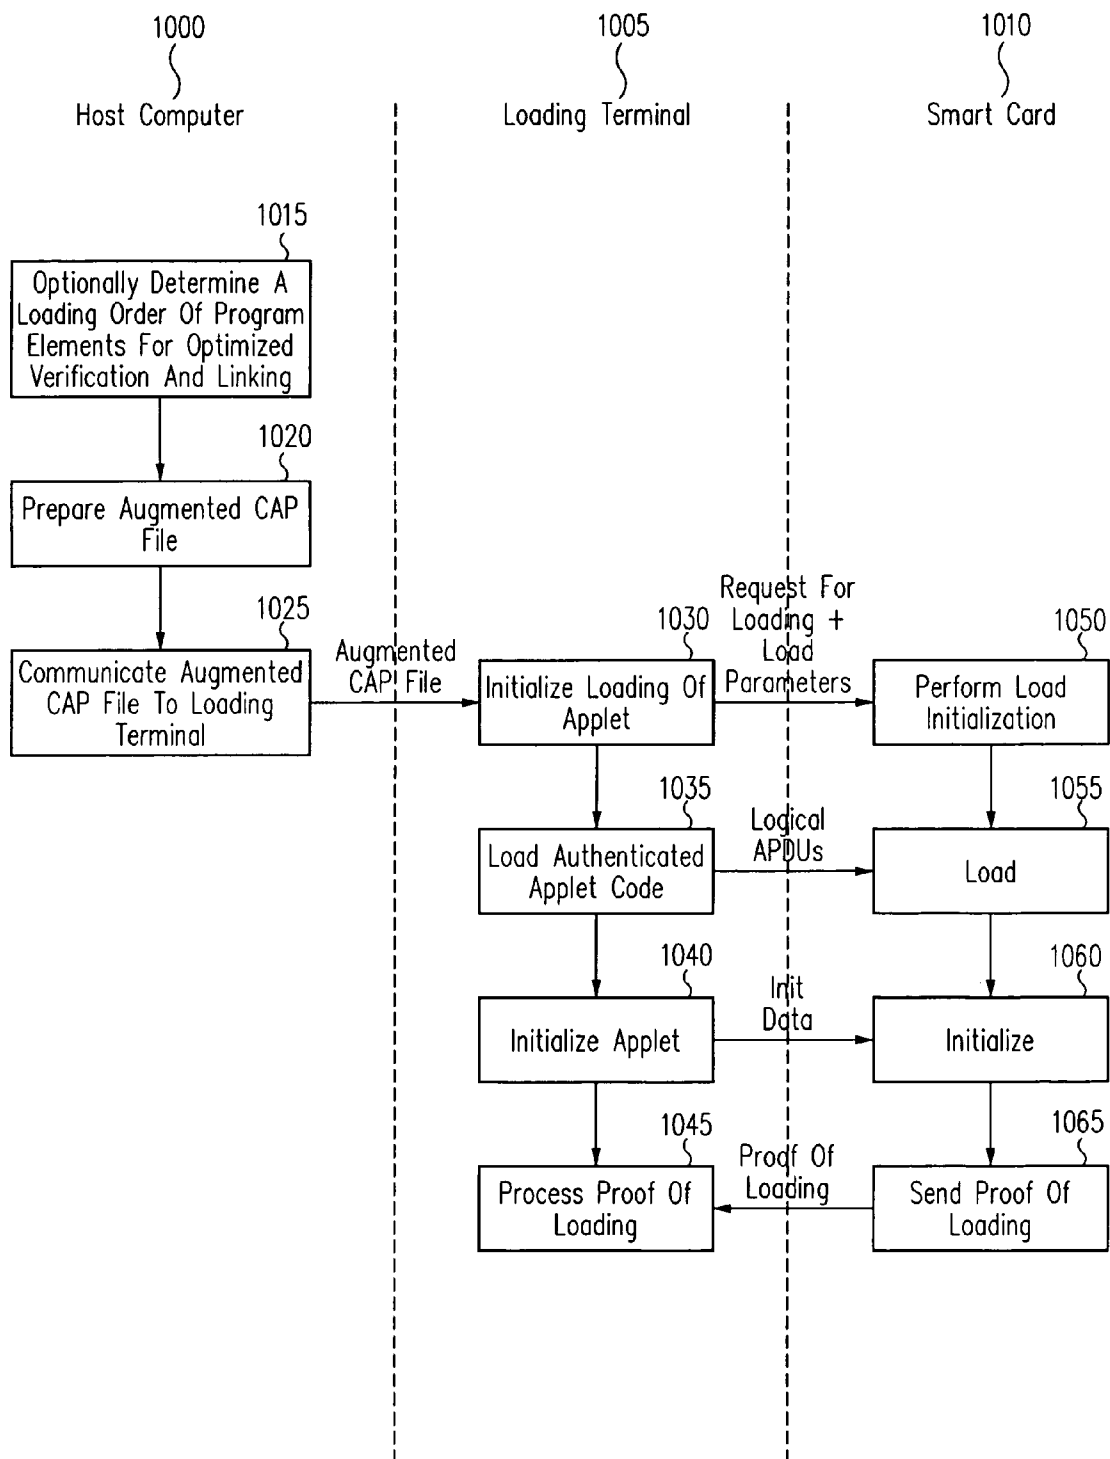 1000
1005
1010
Host Computer
Loading Terminal
Smart Card
1015
Optionally Determine A
Loading Order Of Program
Elements For Optimized
Verification And Linking
1020
Prepare Augmented CAP
File
1025
Communicate Augmented
CAP File To Loading
Terminal
Augmented
CAP File
1030
Initialize Loading Of
Applet
Request For
Loading +
Load
Parameters
1050
Perform Load
Initialization
1035
Load Authenticated
Applet Code
Logical
APDUs
1055
Load
1040
Initialize Applet
Init
Data
1060
Initialize
1045
Process Proof Of
Loading
Proof Of
Loading
1065
Send Proof Of
Loading